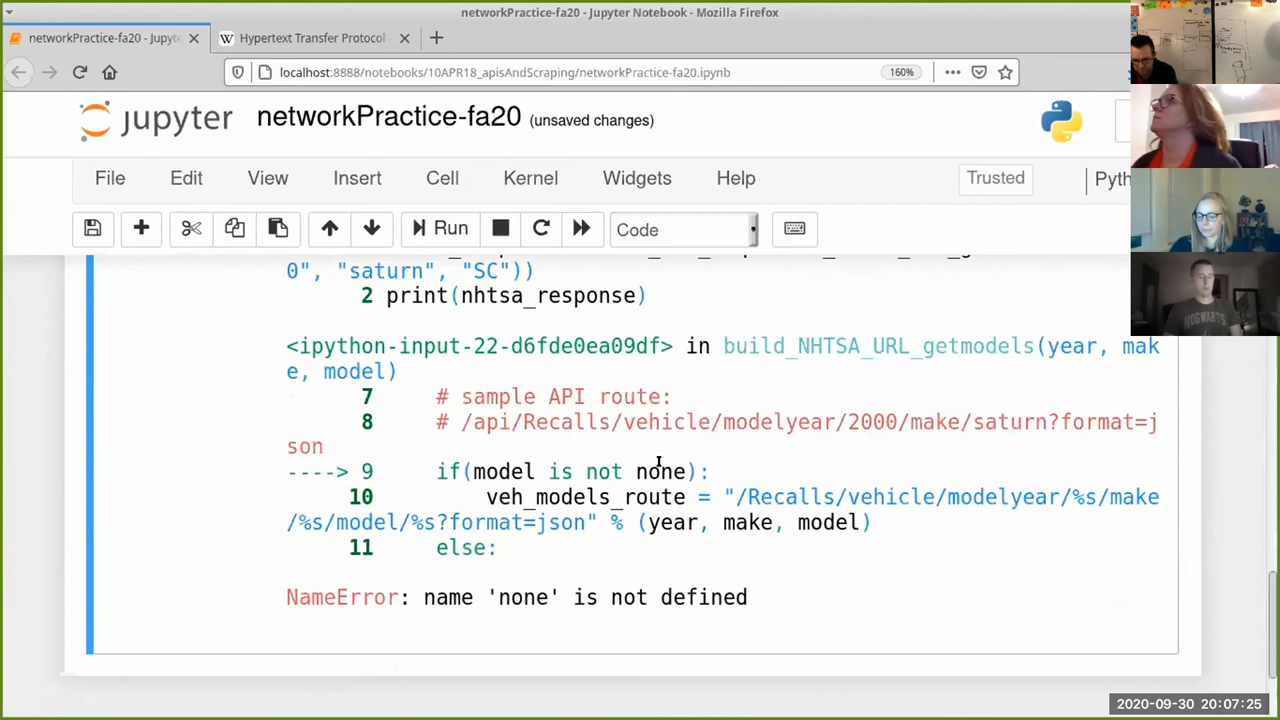 networkPractice-fa20 - Jupyter Notebook - Mozilla Firefox
networkPractice-fa20 - Jupyte
Hypertext Transfer Protocol
localhost:8888/notebooks/101PR18_apisAndScraping/networkPractice-fa20.ipynb
160%
jupyter networkPractice-fa20 (unsaved changes)
File Edit View Insert Cell Kernel Widgets Help Trusted Pyth
Run Code
0", "saturn", "SC"))
2 print(nhtsa_response)
<ipython-input-22-d6fde0ea09df> in build_NHTSA_URL_getmodels(year, mak
e, model)
7 # sample API route:
8 # /api/Recalls/vehicle/modelyear/2000/make/saturn?format=j
son
----> 9 if(model is not none):
10 veh_models_route = "/Recalls/vehicle/modelyear/%s/make
/%s/model/%s?format=json" % (year, make, model)
11 else:
NameError: name 'none' is not defined
HOGWARTS
2020-09-30 20:07:25